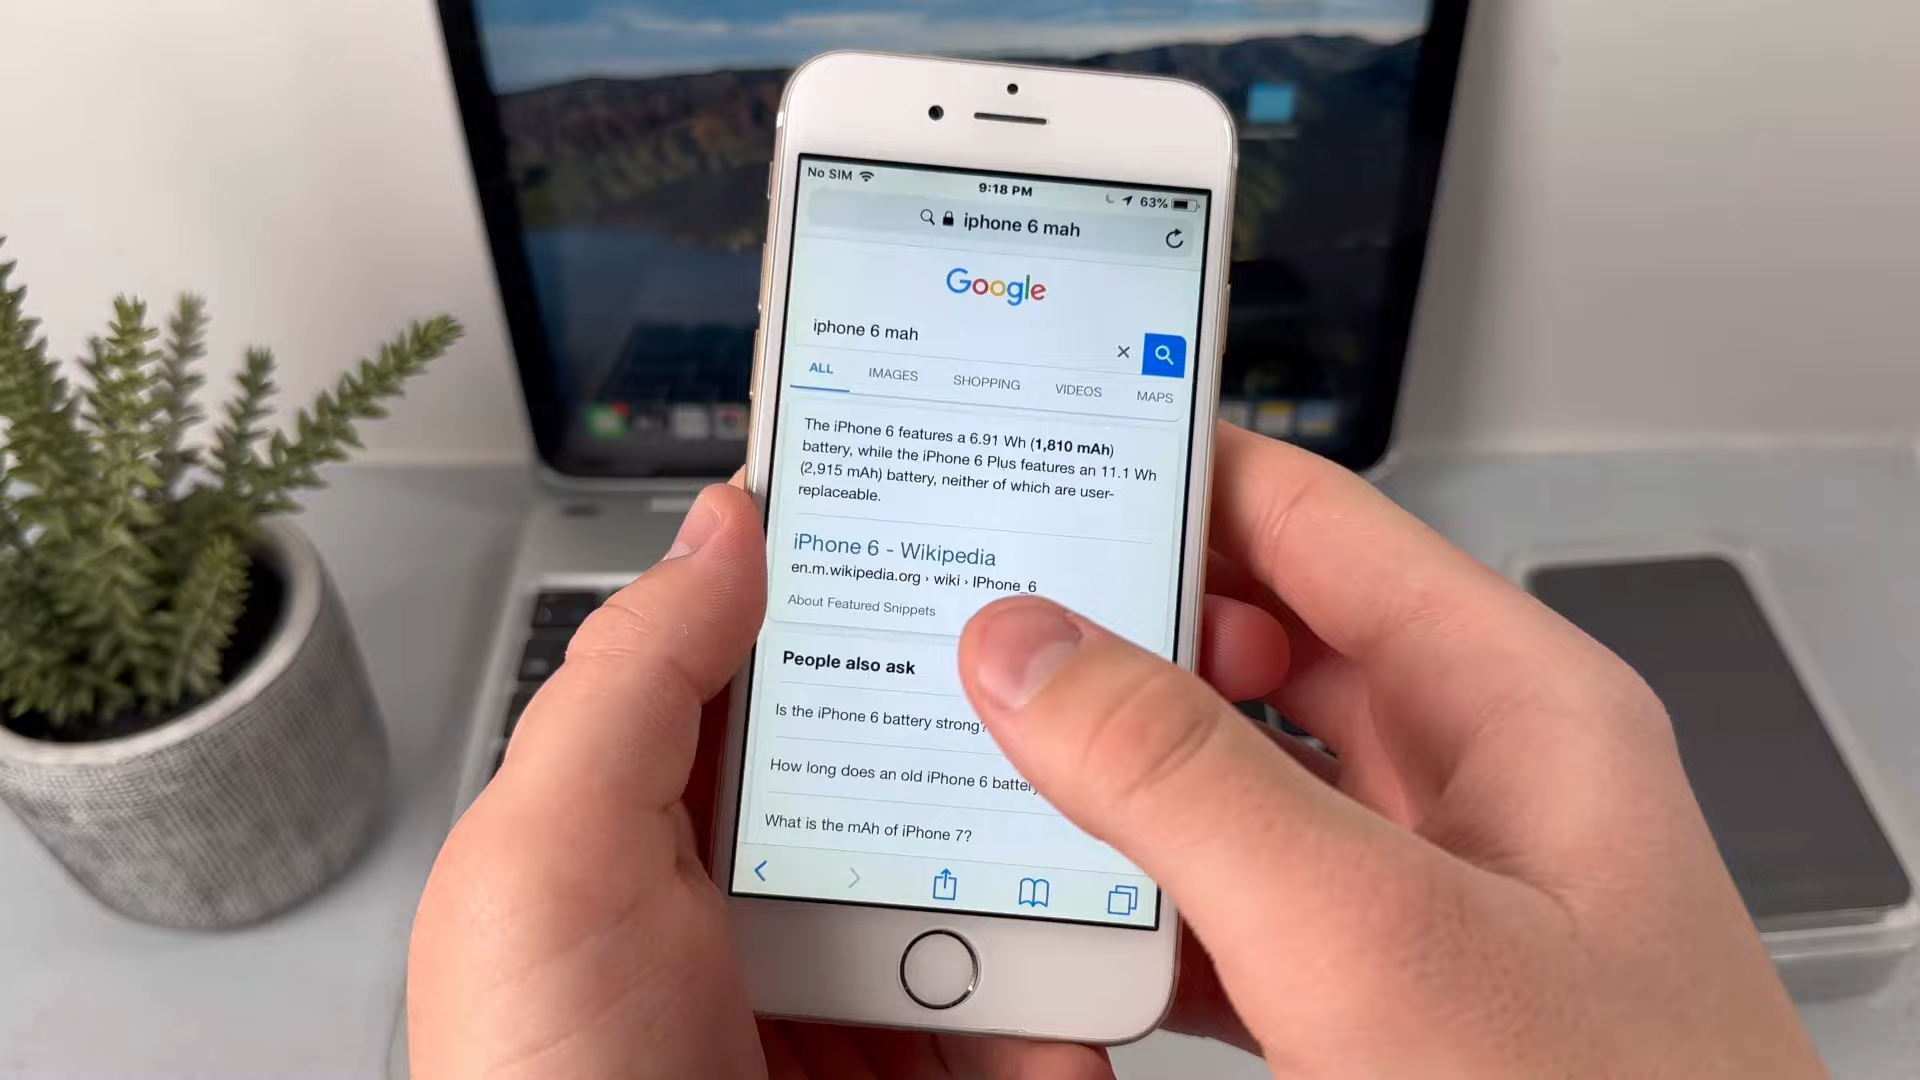 No SIM 9:18 PM 63%
iphone 6 mah
Google
iphone 6 mah
ALL IMAGES SHOPPING VIDEOS MAPS
The iPhone 6 features a 6.91 Wh (1,810 mAh)
battery, while the iPhone 6 Plus features an 11.1 Wh
(2,915 mAh) battery, neither of which are user-
replaceable.
iPhone 6 - Wikipedia
en.m.wikipedia.org › wiki › IPhone_6
About Featured Snippets
People also ask
Is the iPhone 6 battery strong?
How long does an old iPhone 6 battery
What is the mAh of iPhone 7?